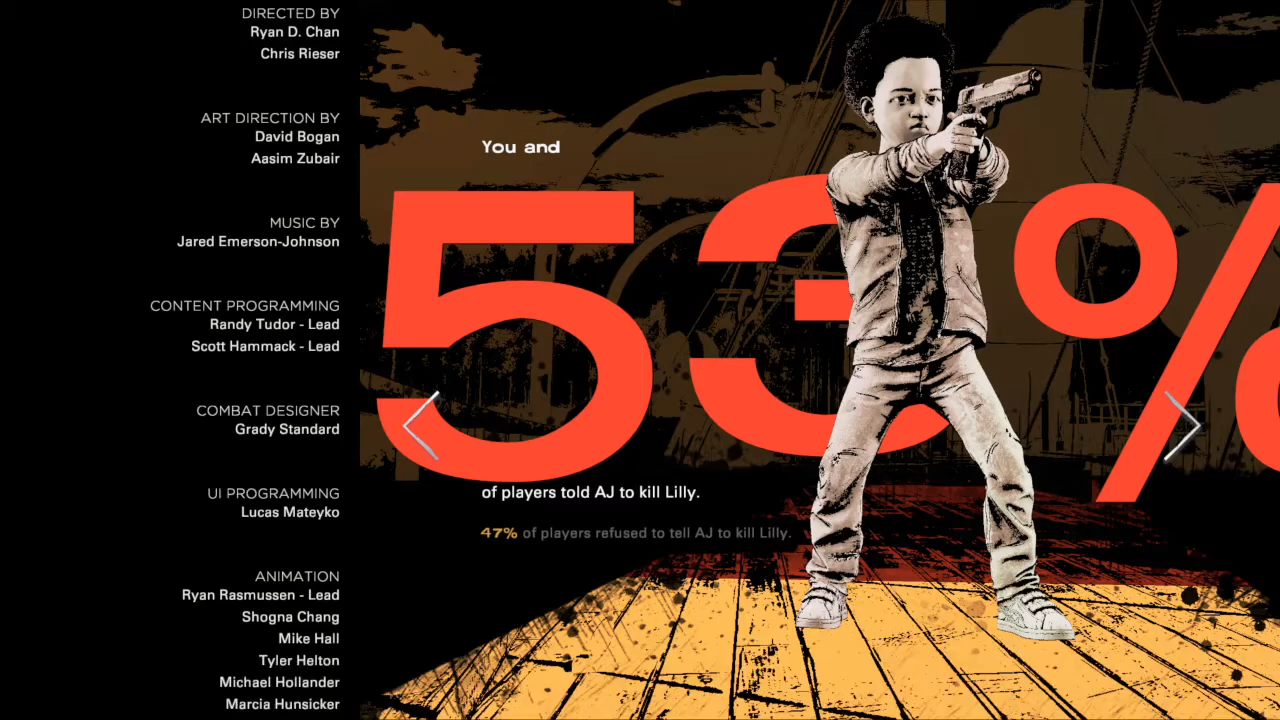 DIRECTED BY
Ryan D. Chan
Chris Rieser
ART DIRECTION BY
David Bogan
Aasim Zubair
MUSIC BY
Jared Emerson-Johnson
CONTENT PROGRAMMING
Randy Tudor - Lead
Scott Hammack - Lead
COMBAT DESIGNER
Grady Standard
UI PROGRAMMING
Lucas Mateyko
ANIMATION
Ryan Rasmussen - Lead
Shogna Chang
Mike Hall
Tyler Helton
Michael Hollander
Marcia Hunsicker
You and
53%
of players told AJ to kill Lilly.
47% of players refused to tell AJ to kill Lilly.